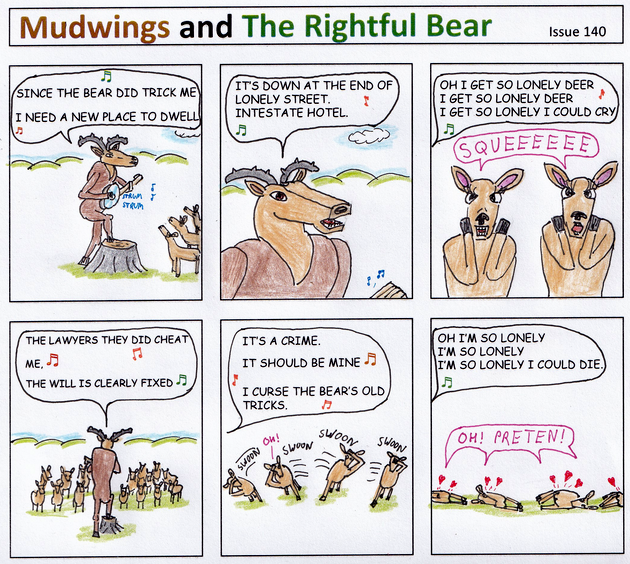 Mudwings and The Rightful Bear
Issue 140
SINCE THE BEAR DID TRICK ME
I NEED A NEW PLACE TO DWELL
STRUM
STRUM
IT'S DOWN AT THE END OF
LONELY STREET.
INTESTATE HOTEL.
OH I GET SO LONELY DEER
I GET SO LONELY DEER
I GET SO LONELY I COULD CRY
SQUEEEEEEE
THE LAWYERS THEY DID CHEAT
ME,
THE WILL IS CLEARLY FIXED
IT'S A CRIME.
IT SHOULD BE MINE
I CURSE THE BEAR'S OLD
TRICKS.
SWOON
OH!
SWOON
SWOON
SWOON
OH I'M SO LONELY
I'M SO LONELY
I'M SO LONELY I COULD DIE.
OH! PRETEN!